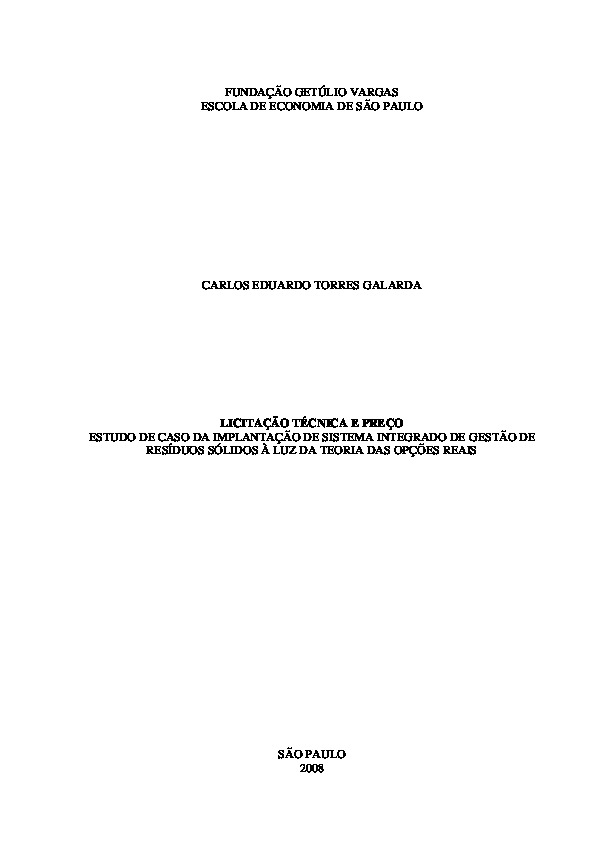 FUNDAÇÃO GETÚLIO VARGAS
ESCOLA DE ECONOMIA DE SÃO PAULO
CARLOS EDUARDO TORRES GALARDA
LICITAÇÃO TÉCNICA E PREÇO
ESTUDO DE CASO DA IMPLANTAÇÃO DE SISTEMA INTEGRADO DE GESTÃO DE
RESÍDUOS SÓLIDOS À LUZ DA TEORIA DAS OPÇÕES REAIS
SÃO PAULO
2008